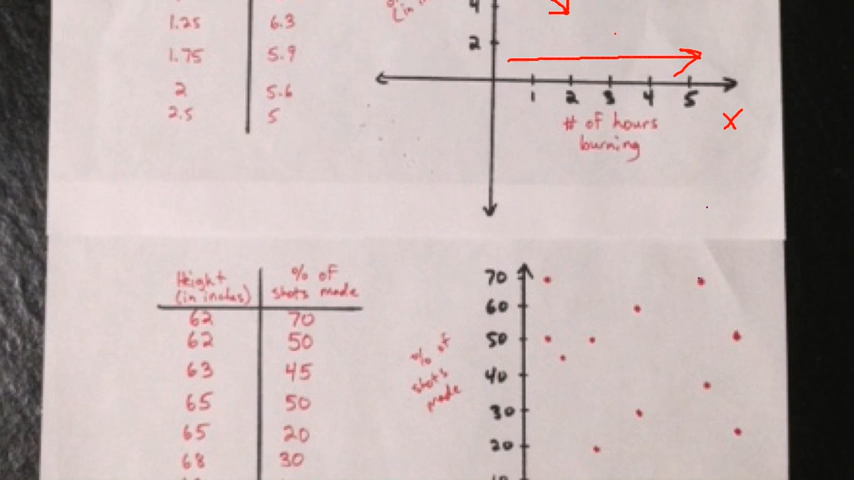 1.25 6.3
1.75 5.9
2 5.6
2.5 5
4
2
1 2 3 4 5
# of hours
burning
X
Height
(in inches)
% of
shots made
62 70
62 50
63 45
65 50
65 20
68 30
% of
shots
made
70
60
50
40
30
20